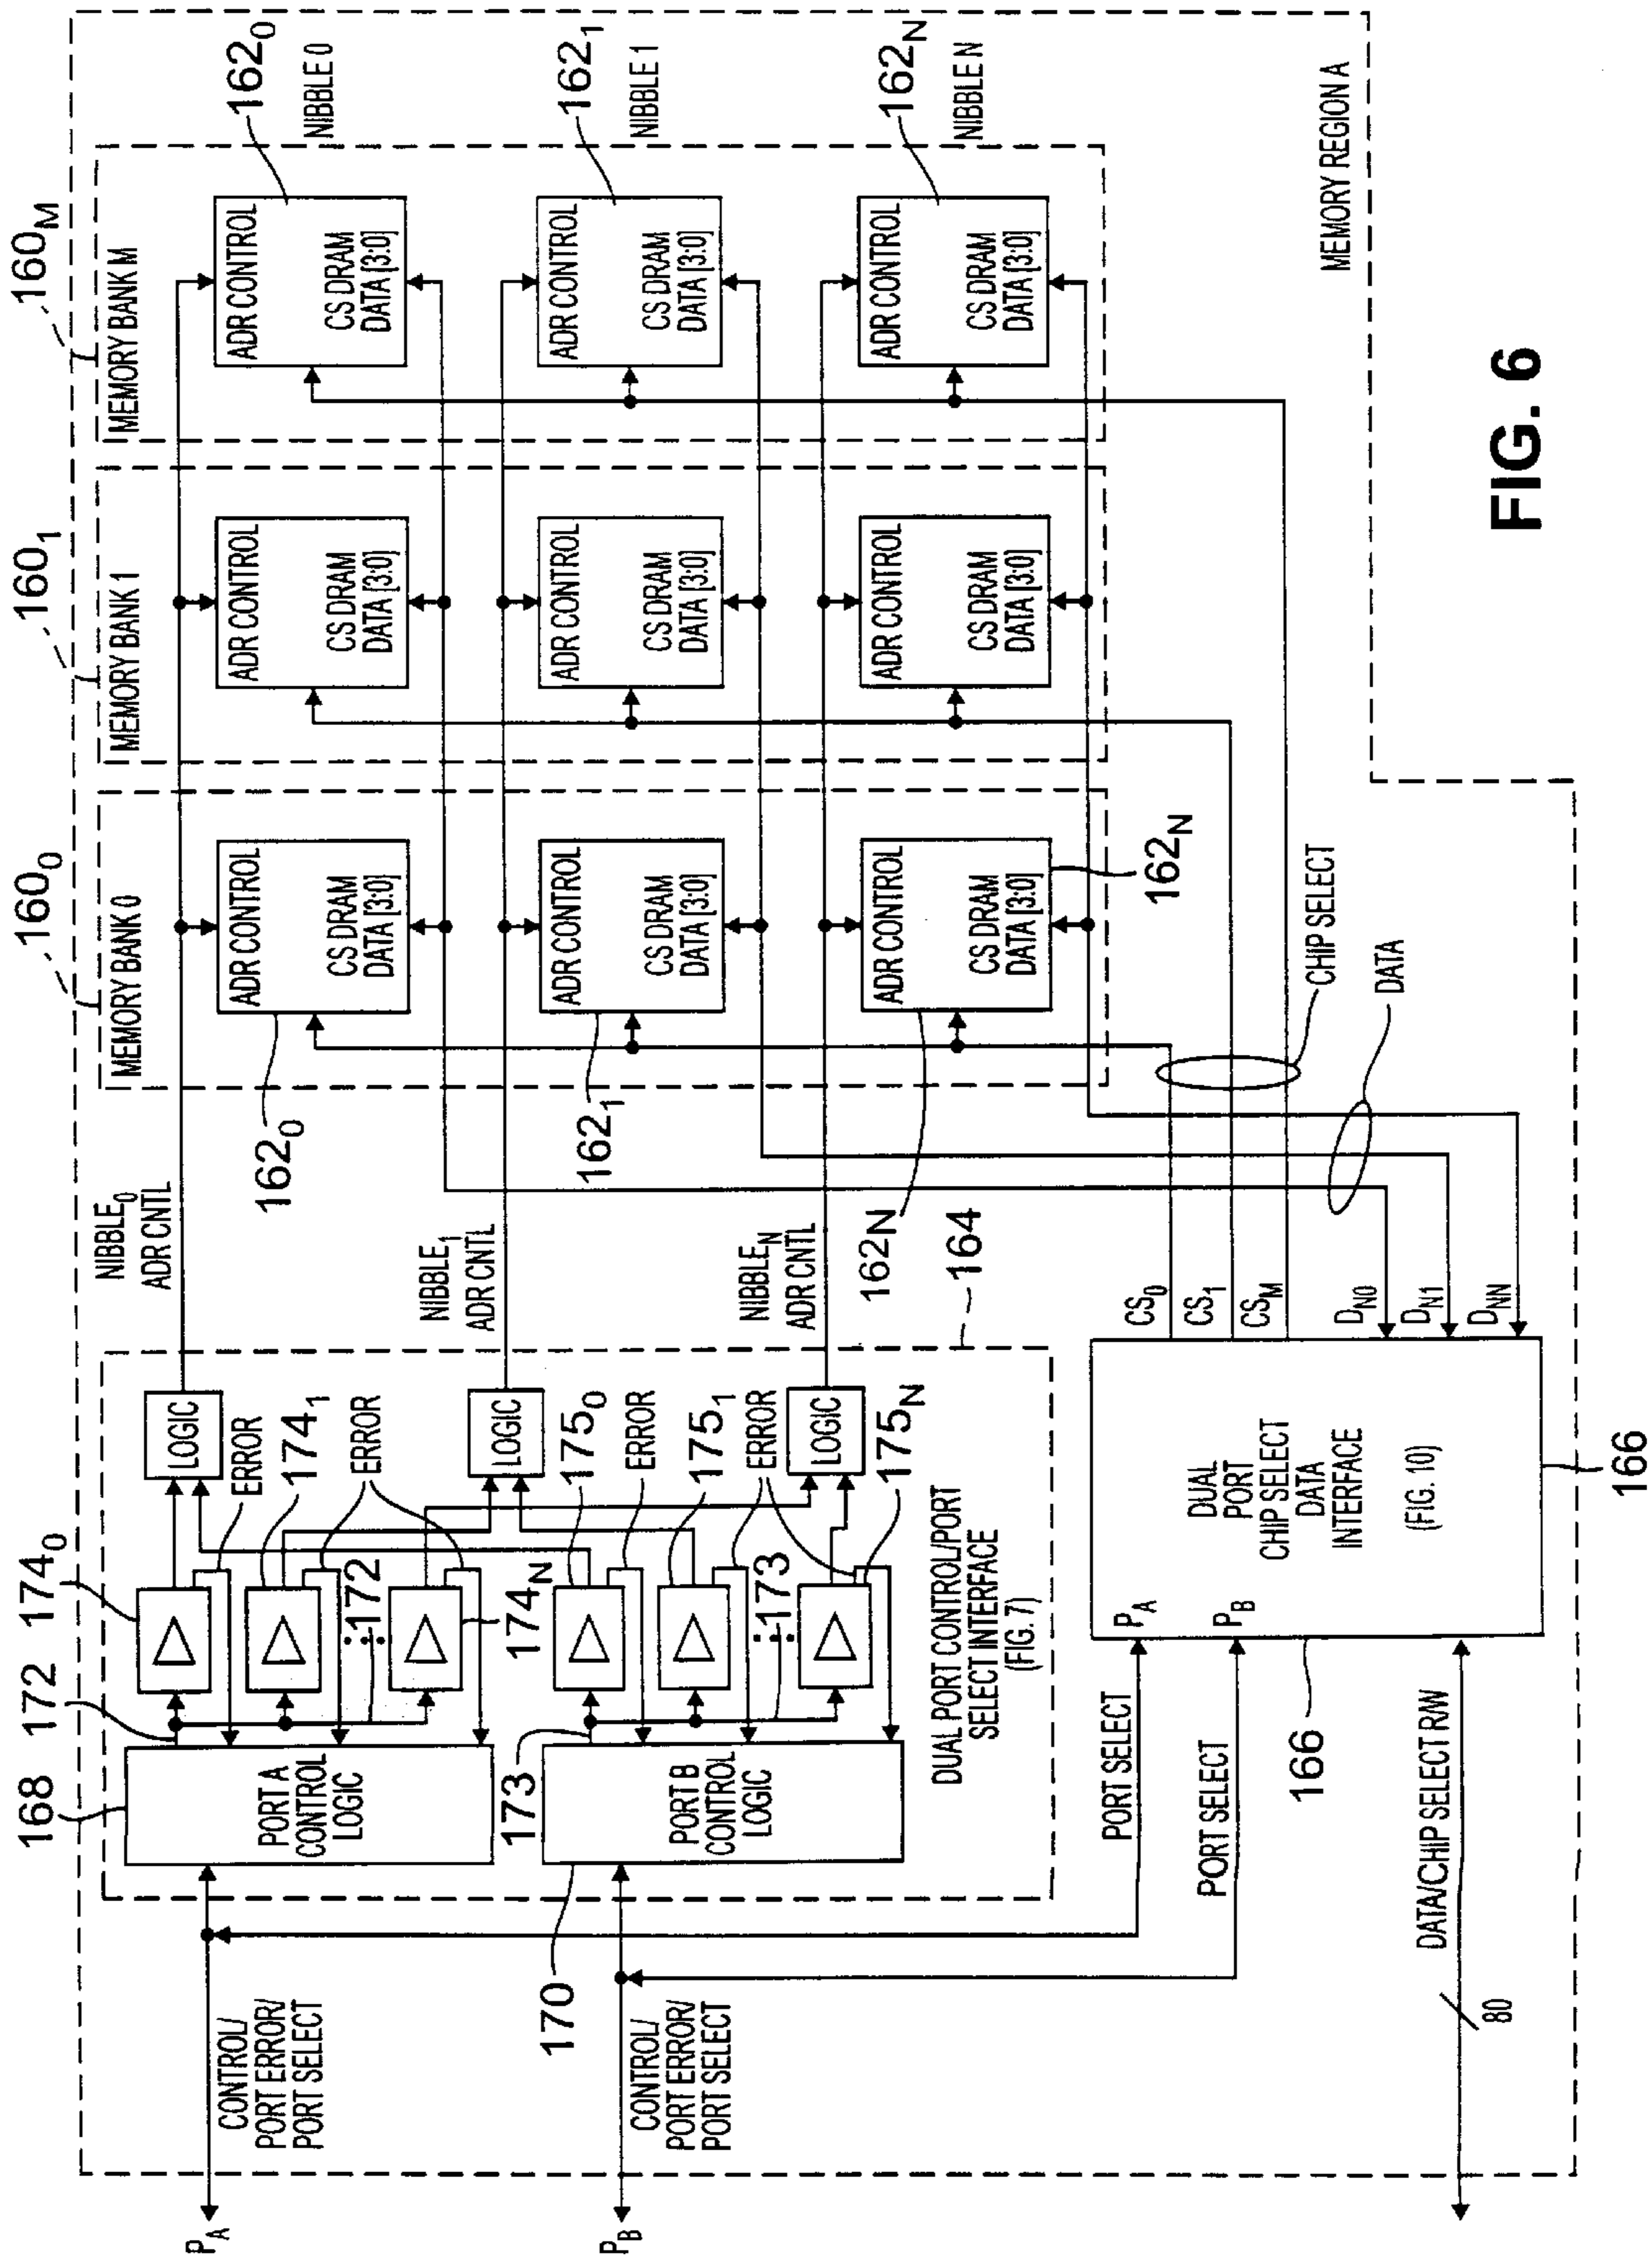 160₀
160₁
160M
MEMORY BANK 0
MEMORY BANK 1
MEMORY BANK M
168
172
174₀
NIBBLE₀
ADR CNTL
162₀
NIBBLE 0
LOGIC
ERROR
174₁
ERROR
PORT A
CONTROL
LOGIC
172
174N
ADR CONTROL
CS DRAM
DATA [3:0]
ADR CONTROL
CS DRAM
DATA [3:0]
ADR CONTROL
CS DRAM
DATA [3:0]
162₀
PA
CONTROL/
PORT ERROR/
PORT SELECT
NIBBLE₁
ADR CNTL
162₁
NIBBLE 1
LOGIC
175₀
ERROR
175₁
ERROR
173
PORT B
CONTROL
LOGIC
173
170
ADR CONTROL
CS DRAM
DATA [3:0]
ADR CONTROL
CS DRAM
DATA [3:0]
ADR CONTROL
CS DRAM
DATA [3:0]
162₁
PB
CONTROL/
PORT ERROR/
PORT SELECT
NIBBLEN
ADR CNTL
162N
NIBBLE N
LOGIC
175N
ADR CONTROL
CS DRAM
DATA [3:0]
ADR CONTROL
CS DRAM
DATA [3:0]
ADR CONTROL
CS DRAM
DATA [3:0]
162N
162N
DUAL PORT CONTROL/PORT
SELECT INTERFACE
(FIG. 7)
164
PORT SELECT
PORT SELECT
PA
PB
166
DUAL
PORT
CHIP SELECT
DATA
INTERFACE
(FIG. 10)
CS₀
CS₁
CSM
DN0
DN1
DNN
CHIP SELECT
DATA
DATA/CHIP SELECT R/W
80
166
MEMORY REGION A
FIG. 6